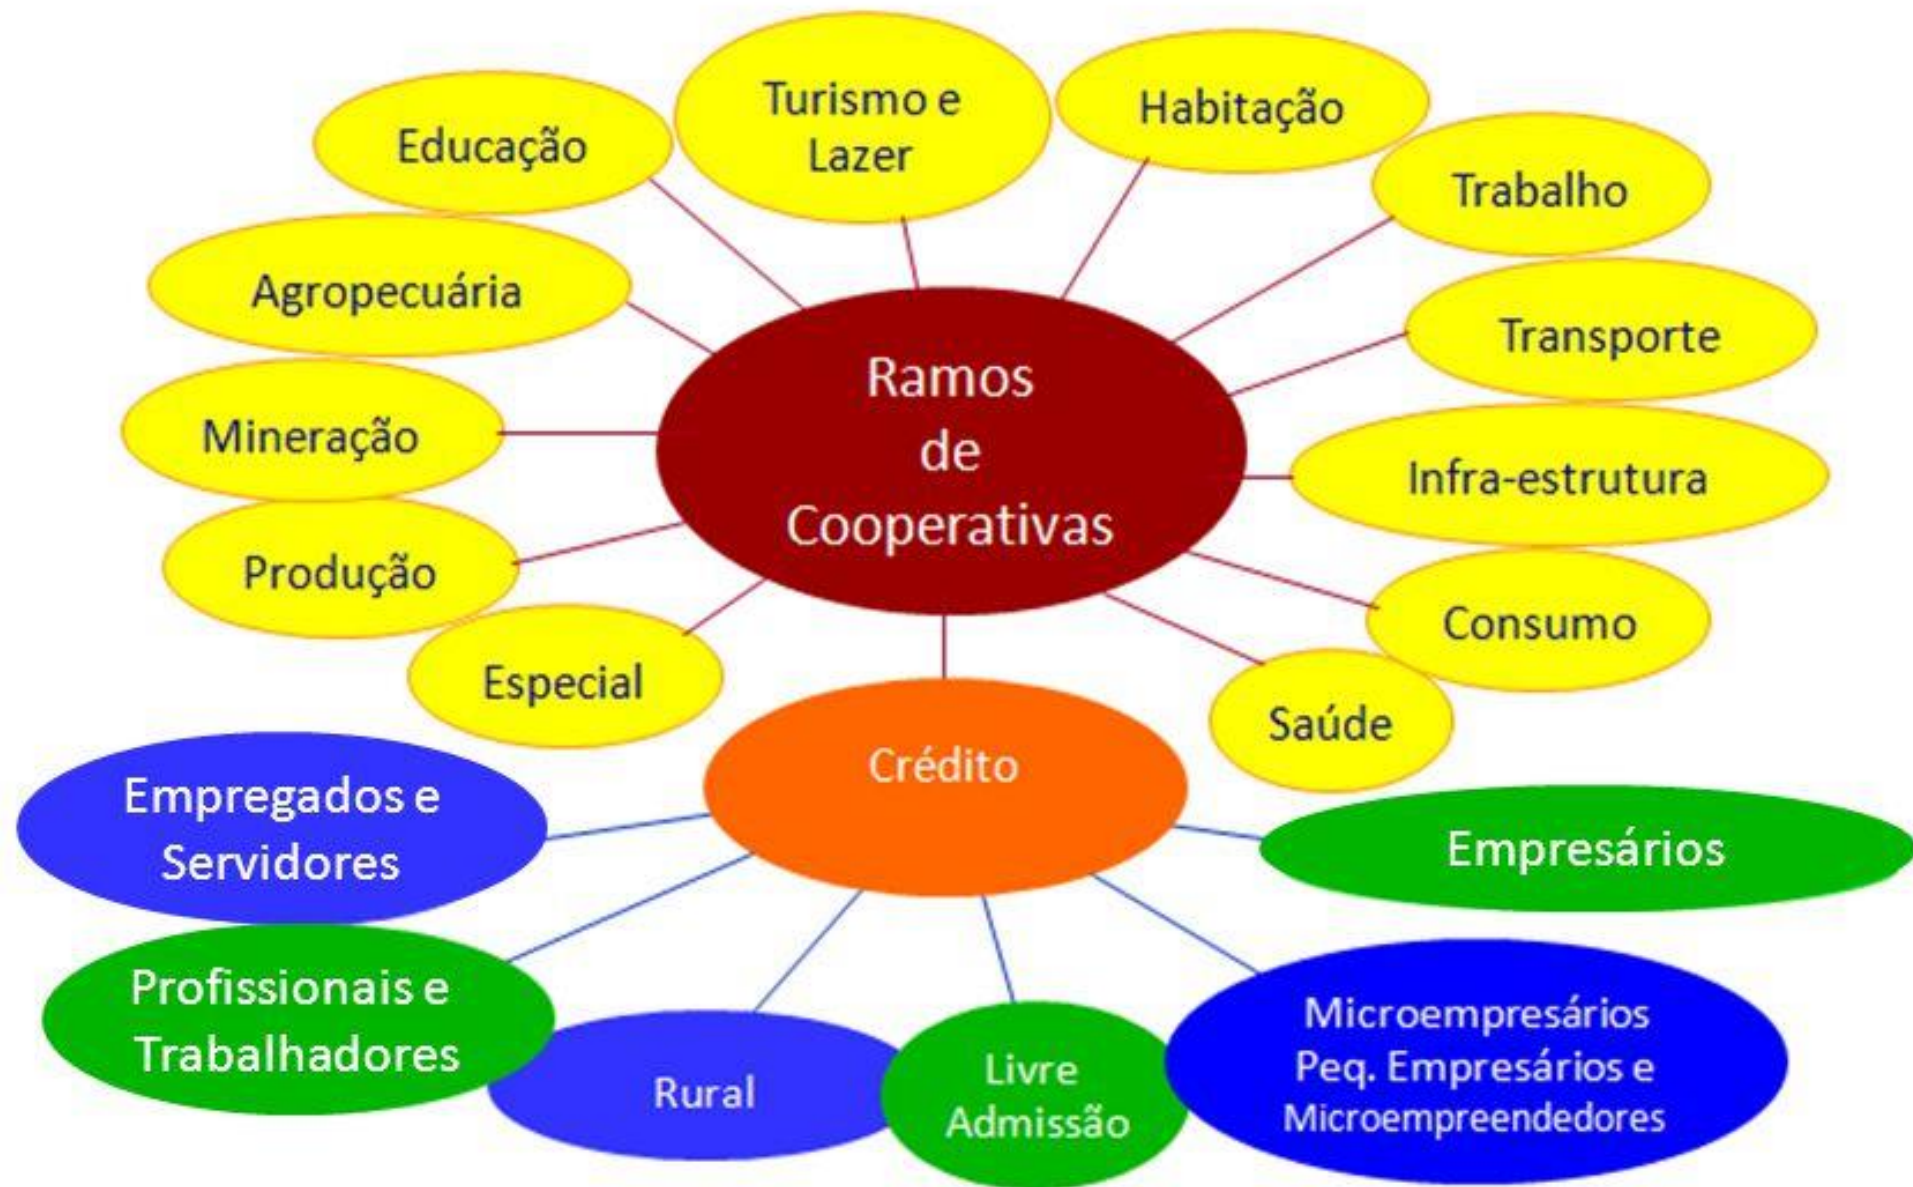 Turismo e
Lazer
Habitação
Educação
Trabalho
Agropecuária
Transporte
Ramos
de
Cooperativas
Mineração
Infra-estrutura
Produção
Consumo
Especial
Saúde
Crédito
Empregados e
Servidores
Empresários
Profissionais e
Trabalhadores
Rural
Livre
Admissão
Microempresários
Peq. Empresários e
Microempreendedores